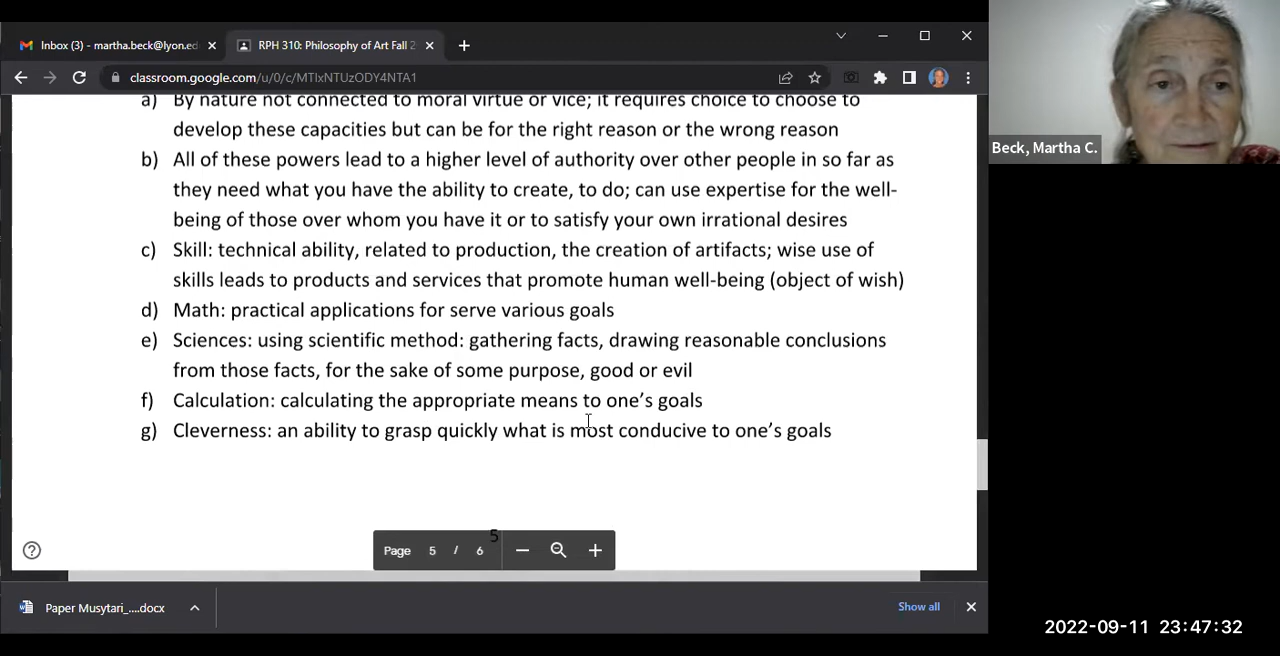 Inbox (3) - martha.beck@lyon.ed
RPH 310: Philosophy of Art Fall 2
classroom.google.com/u/0/c/MTIxNTUzODY4NTA1
a) By nature not connected to moral virtue or vice; it requires choice to choose to
develop these capacities but can be for the right reason or the wrong reason
b) All of these powers lead to a higher level of authority over other people in so far as
they need what you have the ability to create, to do; can use expertise for the well-
being of those over whom you have it or to satisfy your own irrational desires
c) Skill: technical ability, related to production, the creation of artifacts; wise use of
skills leads to products and services that promote human well-being (object of wish)
d) Math: practical applications for serve various goals
e) Sciences: using scientific method: gathering facts, drawing reasonable conclusions
from those facts, for the sake of some purpose, good or evil
f) Calculation: calculating the appropriate means to one's goals
g) Cleverness: an ability to grasp quickly what is most conducive to one's goals
5
Page 5 / 6
Paper Musytari_....docx
Show all
Beck, Martha C.
2022-09-11 23:47:32